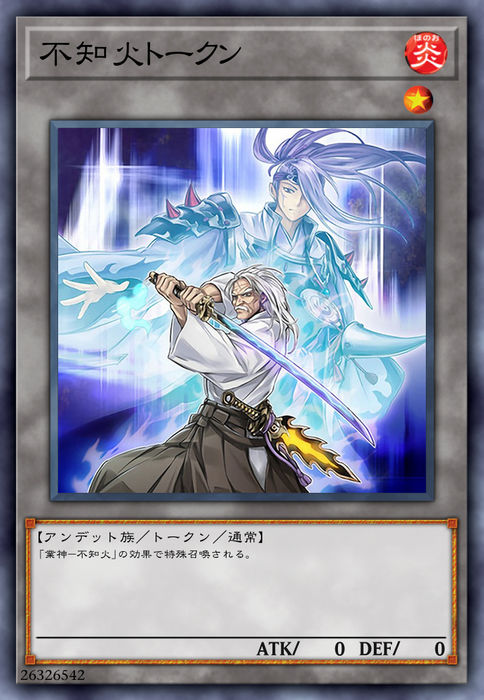 不知火トークン
ほのお
炎
【アンデット族／トークン／通常】
「業神－不知火」の効果で特殊召喚される。
ATK/ 0 DEF/ 0
26326542